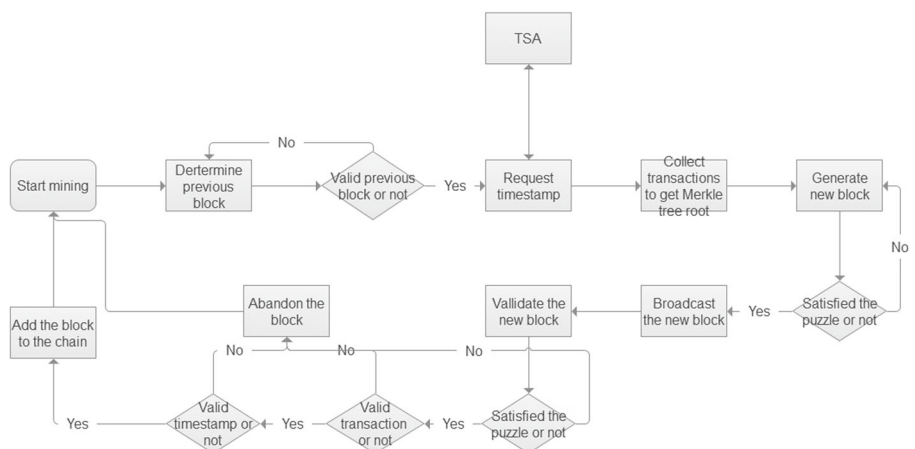 TSA
No
Start mining
Dertermine
previous
block
Valid previous
block or not
Yes
Request
timestamp
Collect
transactions
to get Merkle
tree root
Generate
new block
No
Add the block
to the chain
Abandon the
block
Vallidate the
new block
Broadcast
the new block
Yes
Satisfied the
puzzle or not
No
No
No
Yes
Valid
timestamp or
not
Yes
Valid
transaction
or not
Yes
Satisfied the
puzzle or not